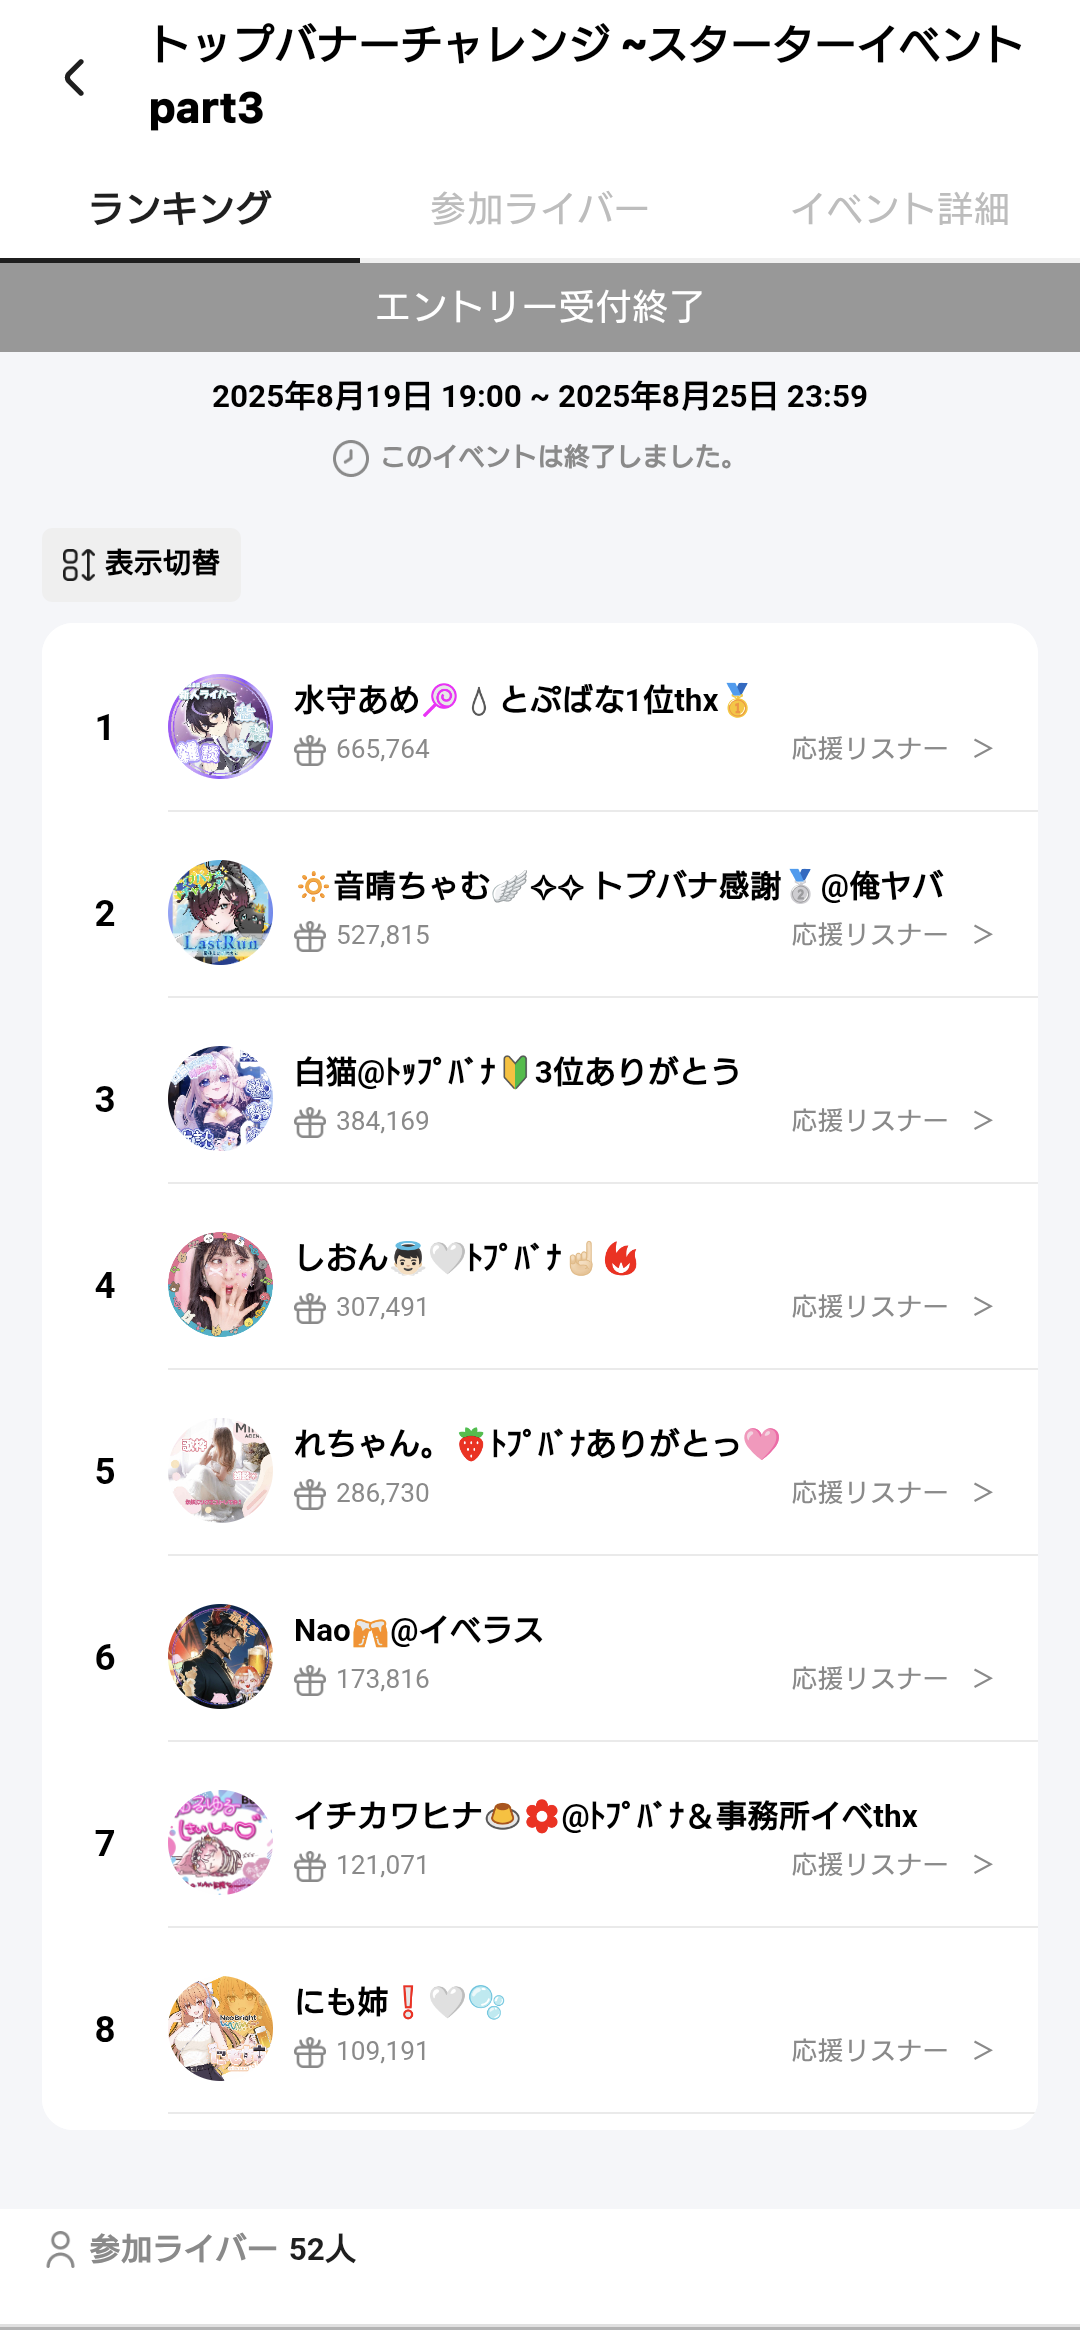 トップバナーチャレンジ ~スターターイベント
part3
ランキング 参加ライバー イベント詳細
エントリー受付終了
2025年8月19日 19:00 ~ 2025年8月25日 23:59
このイベントは終了しました。
表示切替
1
水守あめ🍭💧とぷばな1位thx🥇
665,764 応援リスナー >
2
🔅音晴ちゃむ🪽✧✧ トプバナ感謝🥈@俺ヤバ
LastRun
527,815 応援リスナー >
3
白猫@ﾄｯﾌﾟﾊﾞﾅ🔰3位ありがとう
384,169 応援リスナー >
4
しおん👼🏻🤍ﾄﾌﾟﾊﾞﾅ☝🏻🔥
307,491 応援リスナー >
5
れちゃん。🍓ﾄﾌﾟﾊﾞﾅありがとっ🩷
286,730 応援リスナー >
6
Nao🍻@イベラス
173,816 応援リスナー >
7
イチカワヒナ🍮🌺@ﾄﾌﾟﾊﾞﾅ＆事務所イベthx
121,071 応援リスナー >
8
にも姉❗🤍🫧
109,191 応援リスナー >
参加ライバー 52人